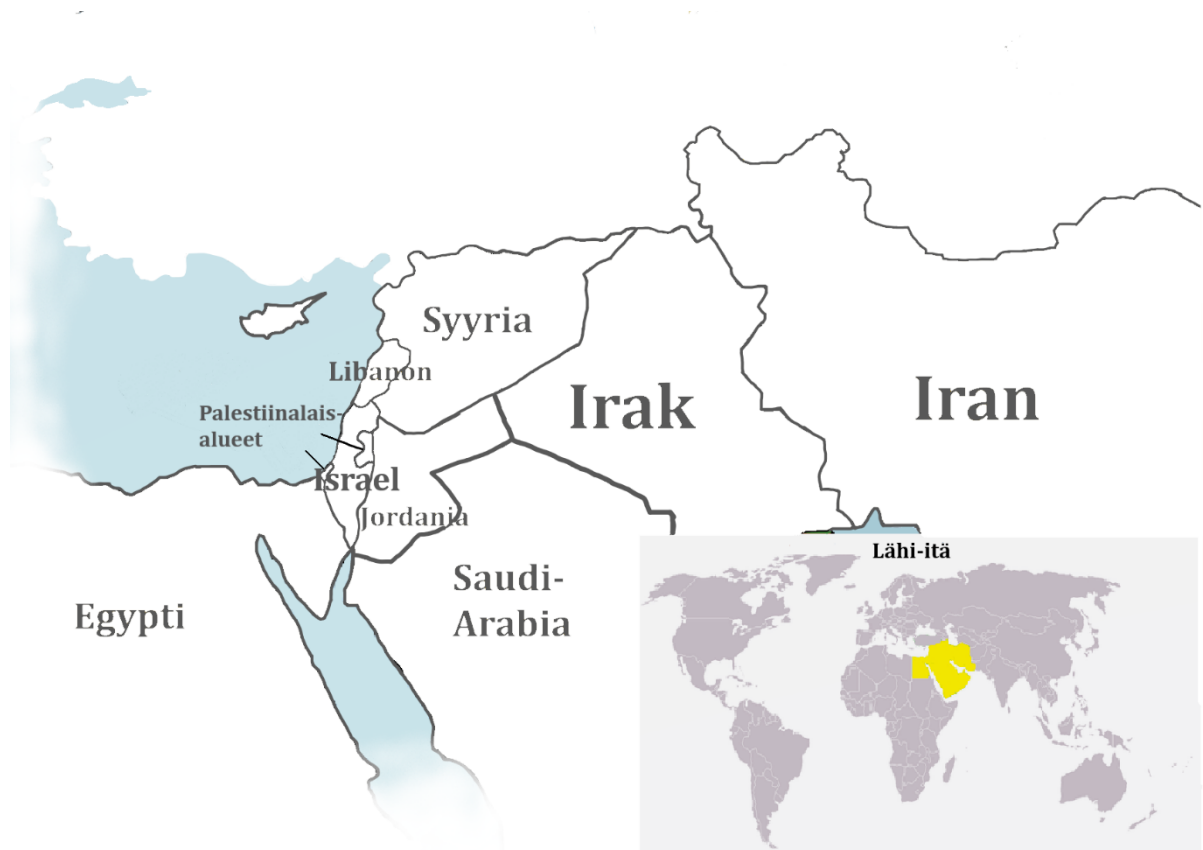 Syyria
Libanon
Irak
Iran
Palestiinalais-
alueet
Israel
Jordania
Saudi-
Arabia
Egypti
Lähi-itä